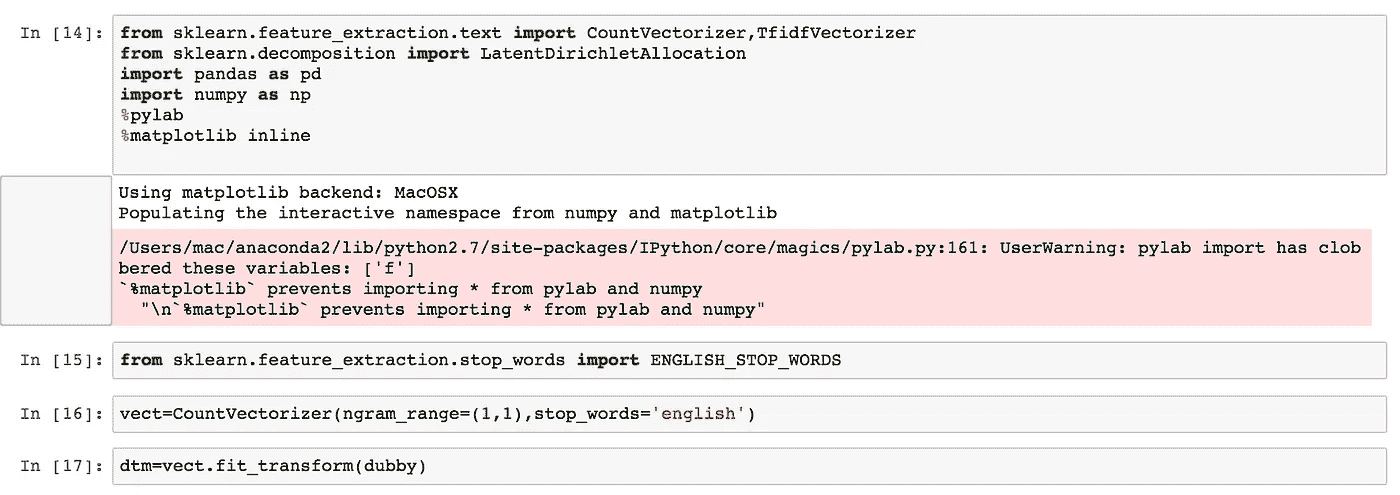 In [14]: from sklearn.feature_extraction.text import CountVectorizer,TfidfVectorizer
from sklearn.decomposition import LatentDirichletAllocation
import pandas as pd
import numpy as np
%pylab
%matplotlib inline
Using matplotlib backend: MacOSX
Populating the interactive namespace from numpy and matplotlib
/Users/mac/anaconda2/lib/python2.7/site-packages/IPython/core/magics/pylab.py:161: UserWarning: pylab import has clob
bered these variables: ['f']
`%matplotlib` prevents importing * from pylab and numpy
  "\n`%matplotlib` prevents importing * from pylab and numpy"
In [15]: from sklearn.feature_extraction.stop_words import ENGLISH_STOP_WORDS
In [16]: vect=CountVectorizer(ngram_range=(1,1),stop_words='english')
In [17]: dtm=vect.fit_transform(dubby)